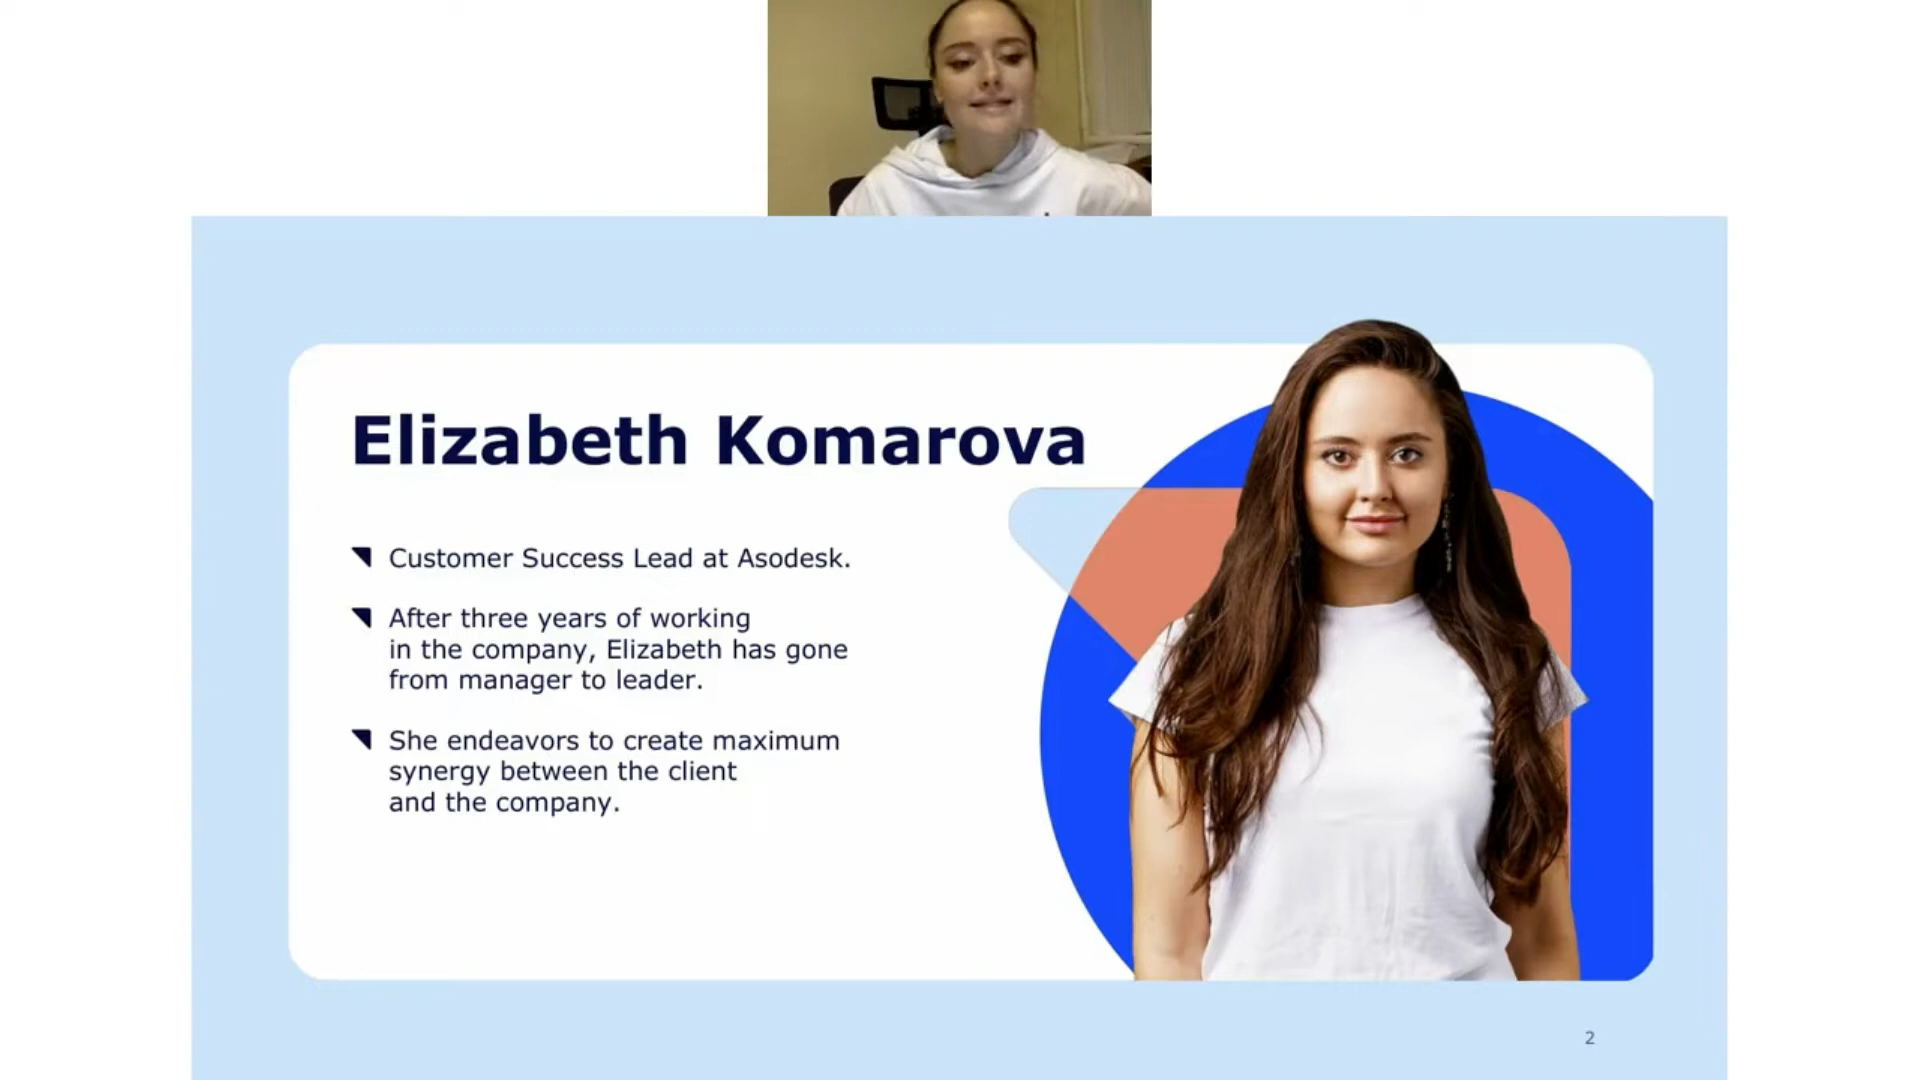 Elizabeth Komarova
Customer Success Lead at Asodesk.
After three years of working
in the company, Elizabeth has gone
from manager to leader.
She endeavors to create maximum
synergy between the client
and the company.
2